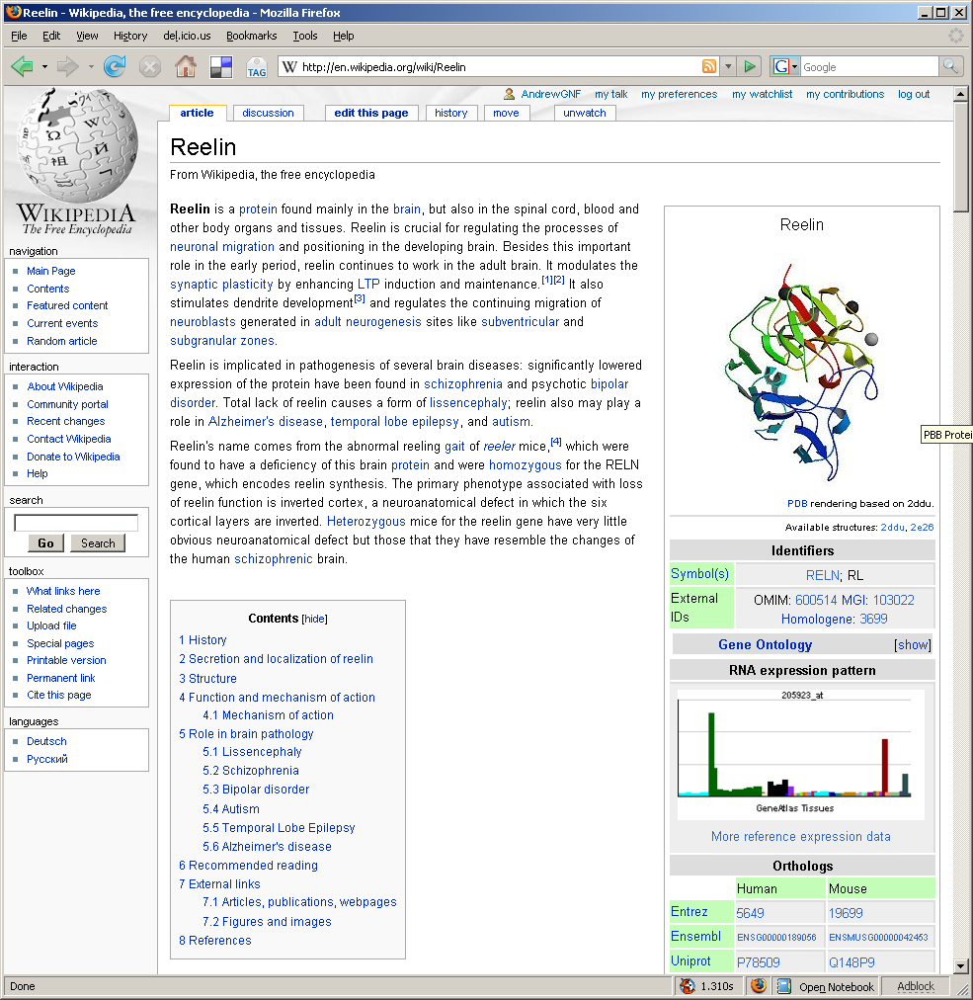 Reelin - Wikipedia, the free encyclopedia - Mozilla Firefox
File Edit View History del.icio.us Bookmarks Tools Help
TAG W http://en.wikipedia.org/wiki/Reelin G Google
AndrewGNF my talk my preferences my watchlist my contributions log out
article discussion edit this page history move unwatch
WIKIPEDIA
The Free Encyclopedia
navigation
Main Page
Contents
Featured content
Current events
Random article
interaction
About Wikipedia
Community portal
Recent changes
Contact Wikipedia
Donate to Wikipedia
Help
search
Go Search
toolbox
What links here
Related changes
Upload file
Special pages
Printable version
Permanent link
Cite this page
languages
Deutsch
Русский
Reelin
From Wikipedia, the free encyclopedia
Reelin is a protein found mainly in the brain, but also in the spinal cord, blood and
other body organs and tissues. Reelin is crucial for regulating the processes of
neuronal migration and positioning in the developing brain. Besides this important
role in the early period, reelin continues to work in the adult brain. It modulates the
synaptic plasticity by enhancing LTP induction and maintenance.[1][2] It also
stimulates dendrite development[3] and regulates the continuing migration of
neuroblasts generated in adult neurogenesis sites like subventricular and
subgranular zones.
Reelin is implicated in pathogenesis of several brain diseases: significantly lowered
expression of the protein have been found in schizophrenia and psychotic bipolar
disorder. Total lack of reelin causes a form of lissencephaly; reelin also may play a
role in Alzheimer's disease, temporal lobe epilepsy, and autism.
Reelin's name comes from the abnormal reeling gait of reeler mice,[4] which were
found to have a deficiency of this brain protein and were homozygous for the RELN
gene, which encodes reelin synthesis. The primary phenotype associated with loss
of reelin function is inverted cortex, a neuroanatomical defect in which the six
cortical layers are inverted. Heterozygous mice for the reelin gene have very little
obvious neuroanatomical defect but those that they have resemble the changes of
the human schizophrenic brain.
Contents [hide]
1 History
2 Secretion and localization of reelin
3 Structure
4 Function and mechanism of action
4.1 Mechanism of action
5 Role in brain pathology
5.1 Lissencephaly
5.2 Schizophrenia
5.3 Bipolar disorder
5.4 Autism
5.5 Temporal Lobe Epilepsy
5.6 Alzheimer's disease
6 Recommended reading
7 External links
7.1 Articles, publications, webpages
7.2 Figures and images
8 References
Reelin
PBB Protei
PDB rendering based on 2ddu.
Available structures: 2ddu, 2e26
Identifiers
Symbol(s) RELN; RL
External IDs OMIM: 600514 MGI: 103022
Homologene: 3699
Gene Ontology [show]
RNA expression pattern
205923_at
GeneAtlas Tissues
More reference expression data
Orthologs
Human Mouse
Entrez 5649 19699
Ensembl ENSG00000189056 ENSMUSG00000042453
Uniprot P78509 Q148P9
Done 1.310s Open Notebook Adblock